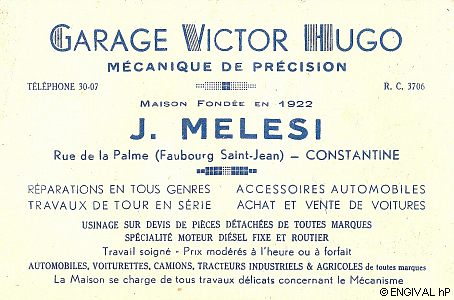 GARAGE VICTOR HUGO
MÉCANIQUE DE PRÉCISION
TÉLÉPHONE 30-07 R. C. 3706
MAISON FONDÉE EN 1922
J. MELESI
Rue de la Palme (Faubourg Saint-Jean) – CONSTANTINE
RÉPARATIONS EN TOUS GENRES ACCESSOIRES AUTOMOBILES
TRAVAUX DE TOUR EN SÉRIE ACHAT ET VENTE DE VOITURES
USINAGE SUR DEVIS DE PIÈCES DÉTACHÉES DE TOUTES MARQUES
SPÉCIALITÉ MOTEUR DIÉSEL FIXE ET ROUTIER
Travail soigné - Prix modérés à l'heure ou à forfait
AUTOMOBILES, VOITURETTES, CAMIONS, TRACTEURS INDUSTRIELS & AGRICOLES de toutes marques
La Maison se charge de tous travaux délicats concernant le Mécanisme
© ENGIVAL hP